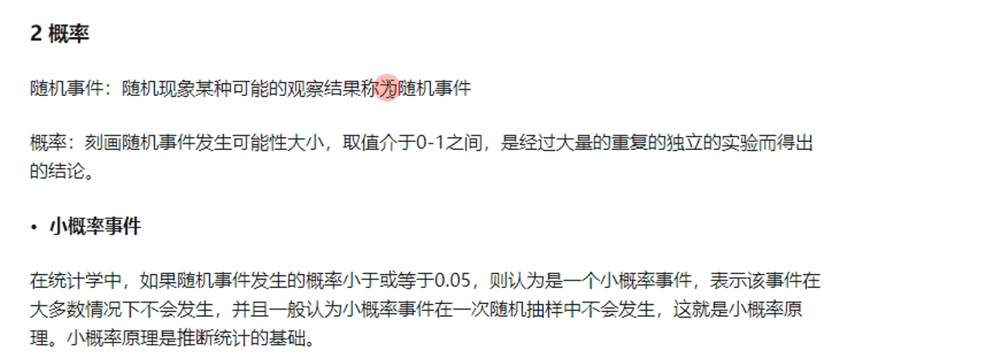 2 概率
随机事件：随机现象某种可能的观察结果称为随机事件
概率：刻画随机事件发生可能性大小，取值介于0-1之间，是经过大量的重复的独立的实验而得出
的结论。
• 小概率事件
在统计学中，如果随机事件发生的概率小于或等于0.05，则认为是一个小概率事件，表示该事件在
大多数情况下不会发生，并且一般认为小概率事件在一次随机抽样中不会发生，这就是小概率原
理。小概率原理是推断统计的基础。